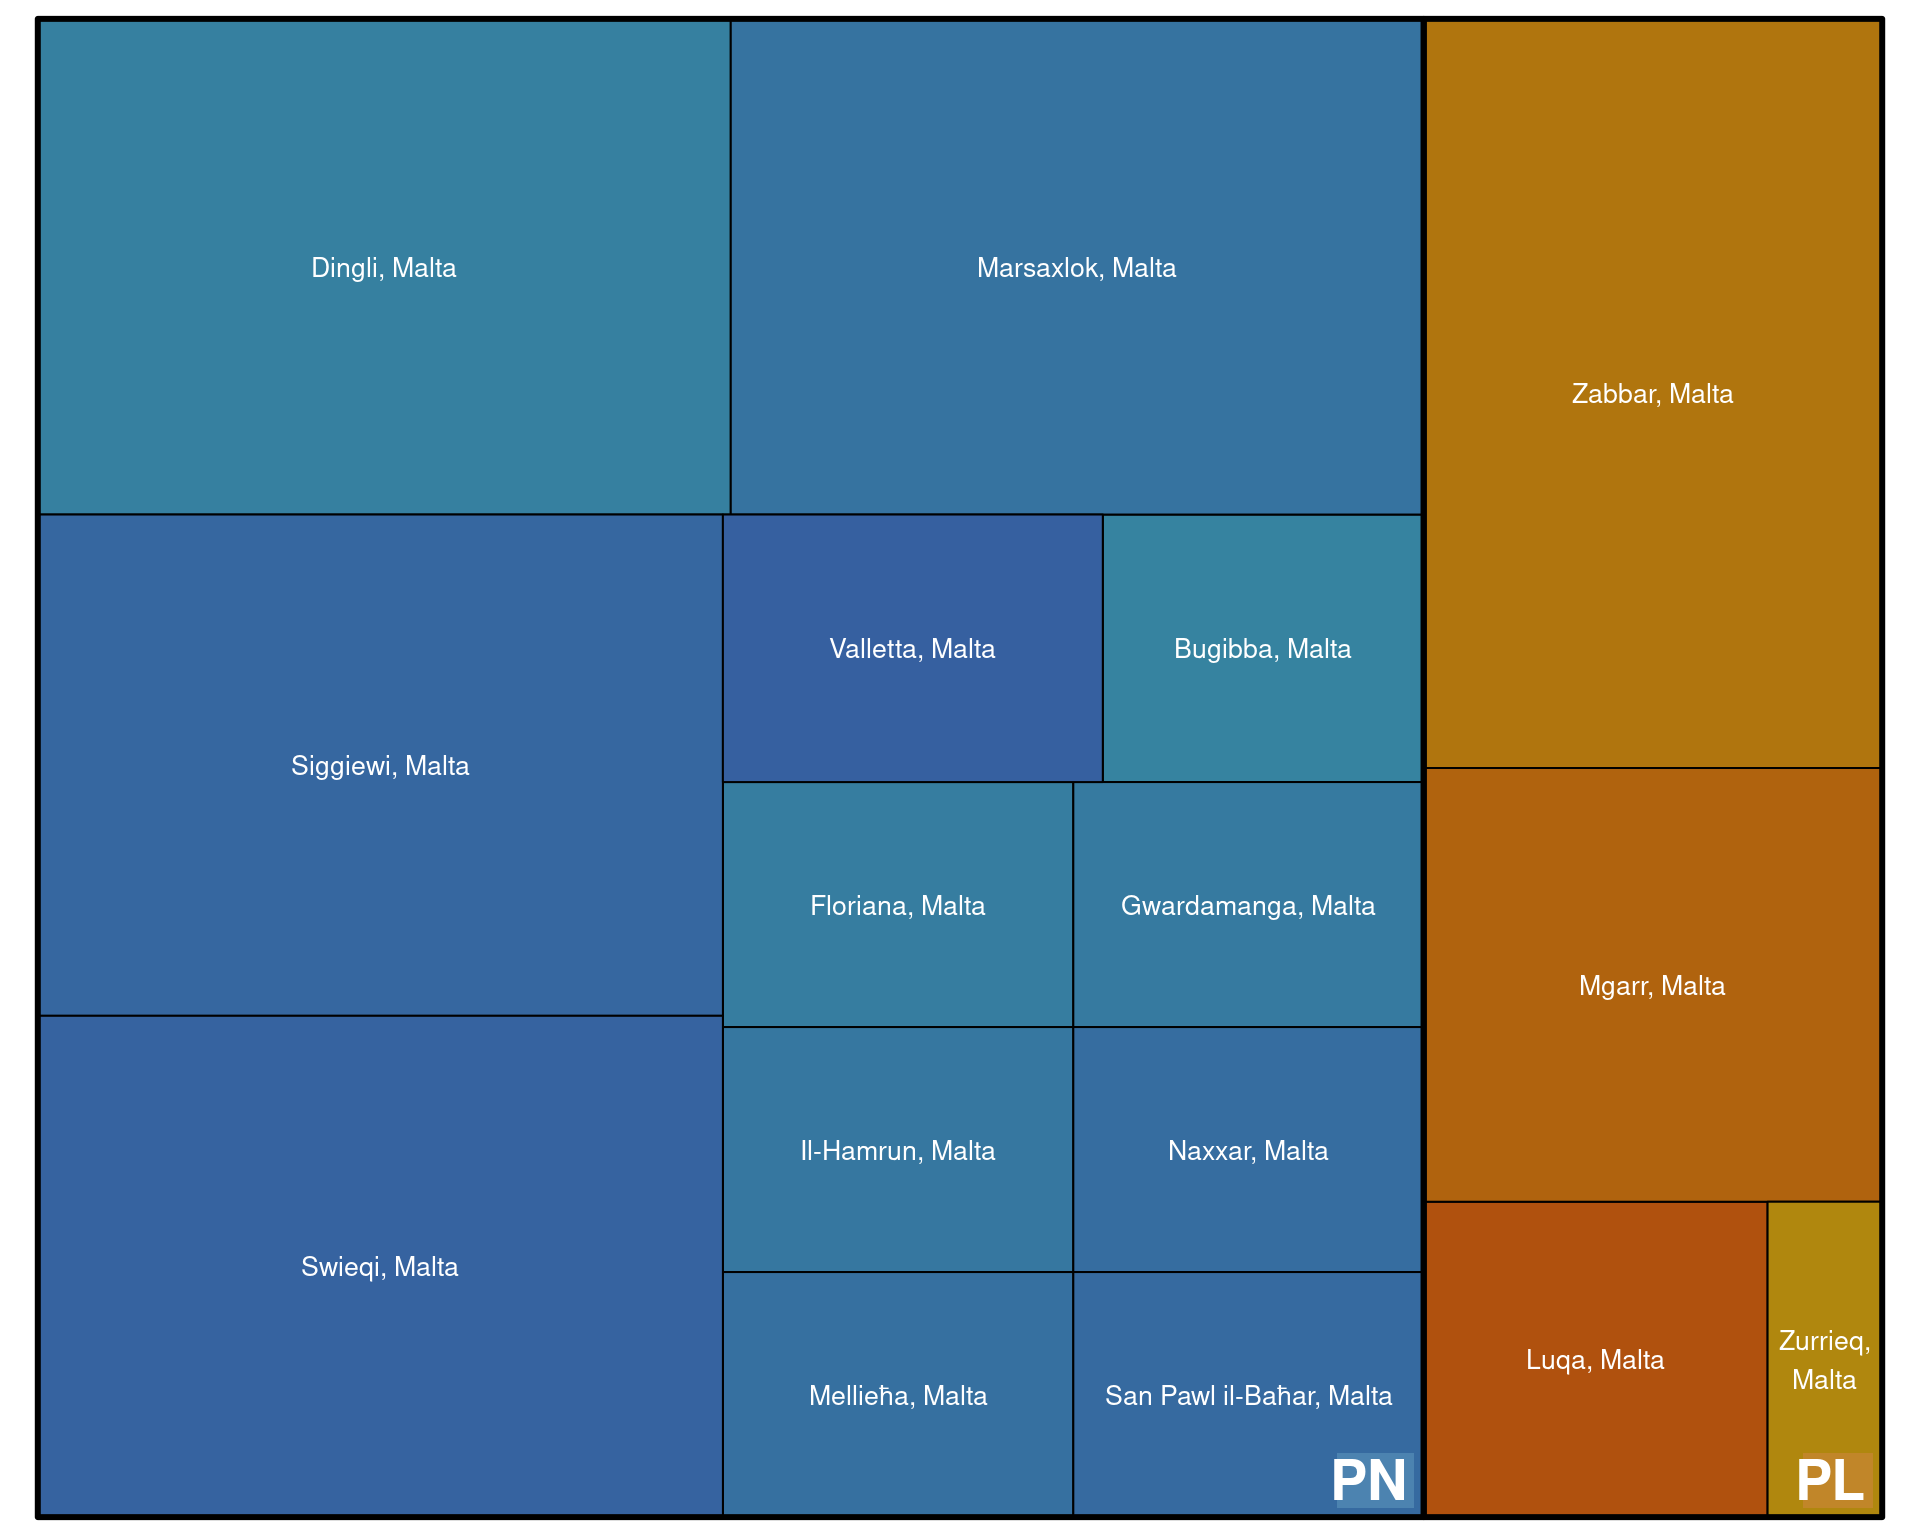 Dingli, Malta
Marsaxlok, Malta
Zabbar, Malta
Siggiewi, Malta
Valletta, Malta
Bugibba, Malta
Floriana, Malta
Gwardamanga, Malta
Mgarr, Malta
Il-Hamrun, Malta
Naxxar, Malta
Swieqi, Malta
Mellieħa, Malta
San Pawl il-Baħar, Malta
Luqa, Malta
Zurrieq,
Malta
PN
PL